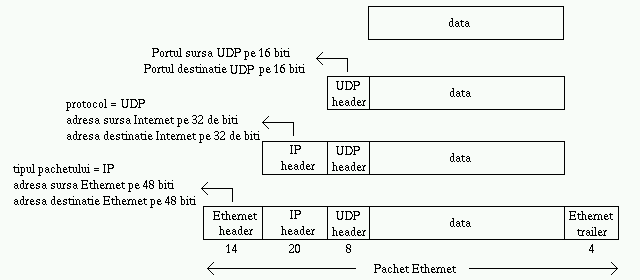 data
Portul sursa UDP pe 16 biti
Portul destinatie UDP pe 16 biti
UDP
header
data
protocol = UDP
adresa sursa Internet pe 32 de biti
adresa destinatie Internet pe 32 de biti
IP
header
UDP
header
data
tipul pachetului = IP
adresa sursa Ethernet pe 48 biti
adresa destinatie Ethernet pe 48 biti
Ethernet
header
IP
header
UDP
header
data
Ethernet
trailer
14
20
8
4
Pachet Ethernet